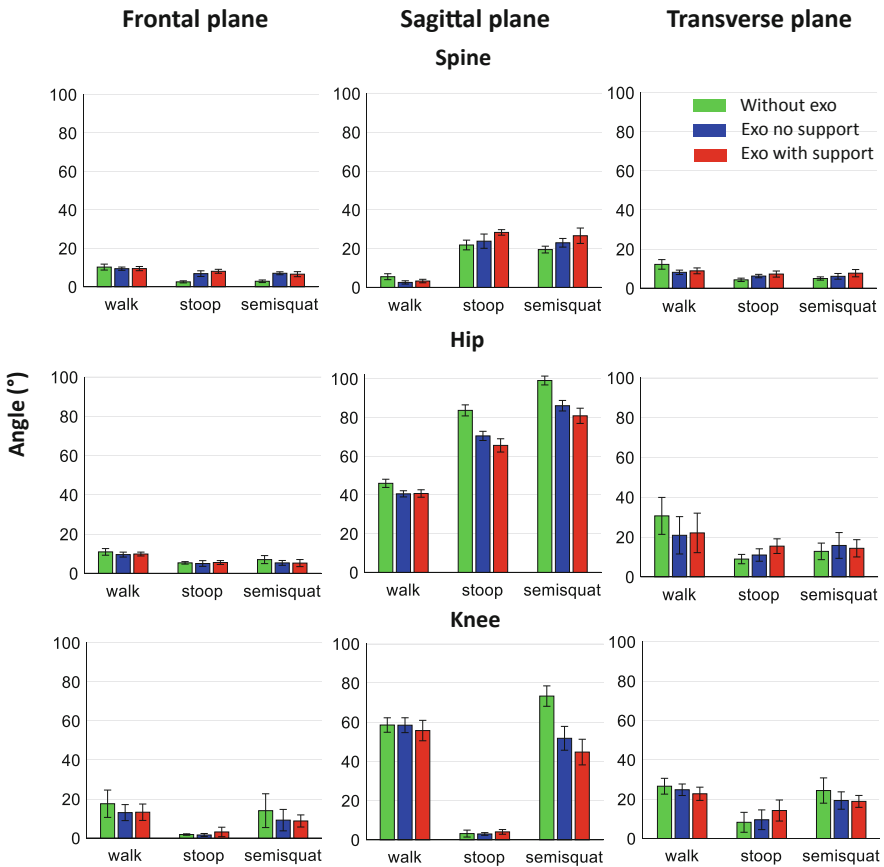 Frontal plane Sagittal plane Transverse plane
Spine
100 100 100
80 80 80
60 60 60
40 40 40
20 20 20
0 0 0
Without exo
Exo no support
Exo with support
walk stoop semisquat walk stoop semisquat walk stoop semisquat
Hip
Angle (°)
100 100 100
80 80 80
60 60 60
40 40 40
20 20 20
0 0 0
walk stoop semisquat walk stoop semisquat walk stoop semisquat
Knee
100 100 100
80 80 80
60 60 60
40 40 40
20 20 20
0 0 0
walk stoop semisquat walk stoop semisquat walk stoop semisquat